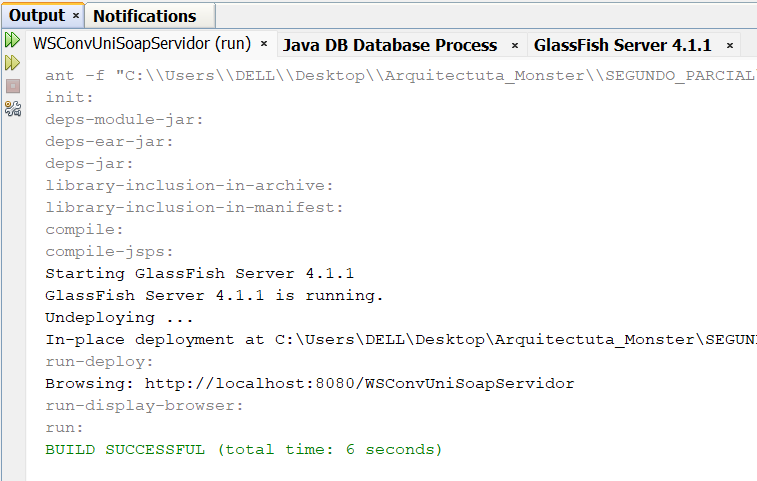 Output × Notifications
WSConvUniSoapServidor (run) × Java DB Database Process × GlassFish Server 4.1.1 ×
ant -f "C:\\Users\\DELL\\Desktop\\Arquitectuta_Monster\\SEGUNDO_PARCIAL
init:
deps-module-jar:
deps-ear-jar:
deps-jar:
library-inclusion-in-archive:
library-inclusion-in-manifest:
compile:
compile-jsps:
Starting GlassFish Server 4.1.1
GlassFish Server 4.1.1 is running.
Undeploying ...
In-place deployment at C:\Users\DELL\Desktop\Arquitectuta_Monster\SEGUN
run-deploy:
Browsing: http://localhost:8080/WSConvUniSoapServidor
run-display-browser:
run:
BUILD SUCCESSFUL (total time: 6 seconds)